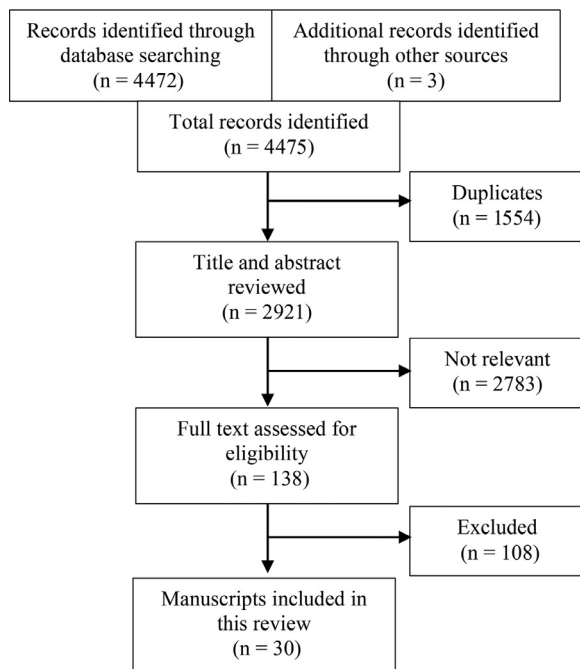 Records identified through
database searching
(n = 4472)
Additional records identified
through other sources
(n = 3)
Total records identified
(n = 4475)
Duplicates
(n = 1554)
Title and abstract
reviewed
(n = 2921)
Not relevant
(n = 2783)
Full text assessed for
eligibility
(n = 138)
Excluded
(n = 108)
Manuscripts included in
this review
(n = 30)